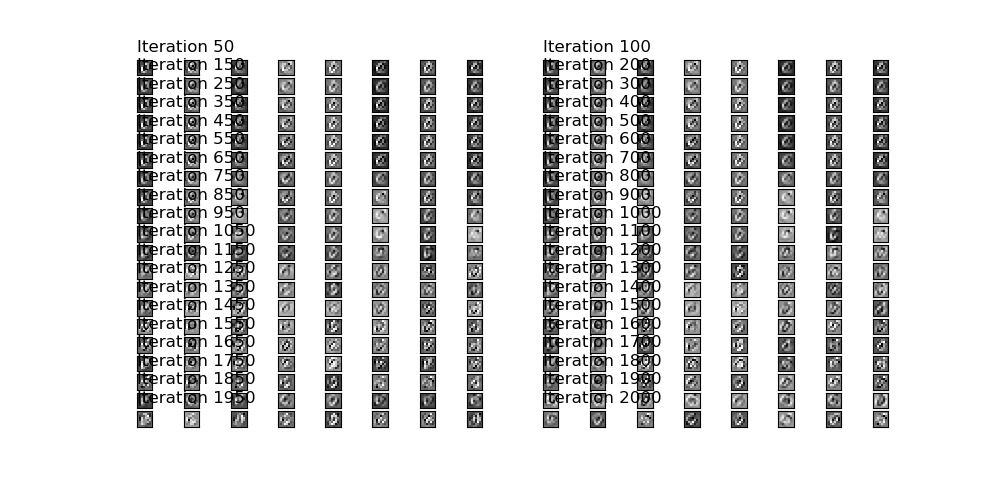 Iteration 50
Iteration 100
Iteration 150
Iteration 200
Iteration 250
Iteration 300
Iteration 350
Iteration 400
Iteration 450
Iteration 500
Iteration 550
Iteration 600
Iteration 650
Iteration 700
Iteration 750
Iteration 800
Iteration 850
Iteration 900
Iteration 950
Iteration 1000
Iteration 1050
Iteration 1100
Iteration 1150
Iteration 1200
Iteration 1250
Iteration 1300
Iteration 1350
Iteration 1400
Iteration 1450
Iteration 1500
Iteration 1550
Iteration 1600
Iteration 1650
Iteration 1700
Iteration 1750
Iteration 1800
Iteration 1850
Iteration 1900
Iteration 1950
Iteration 2000